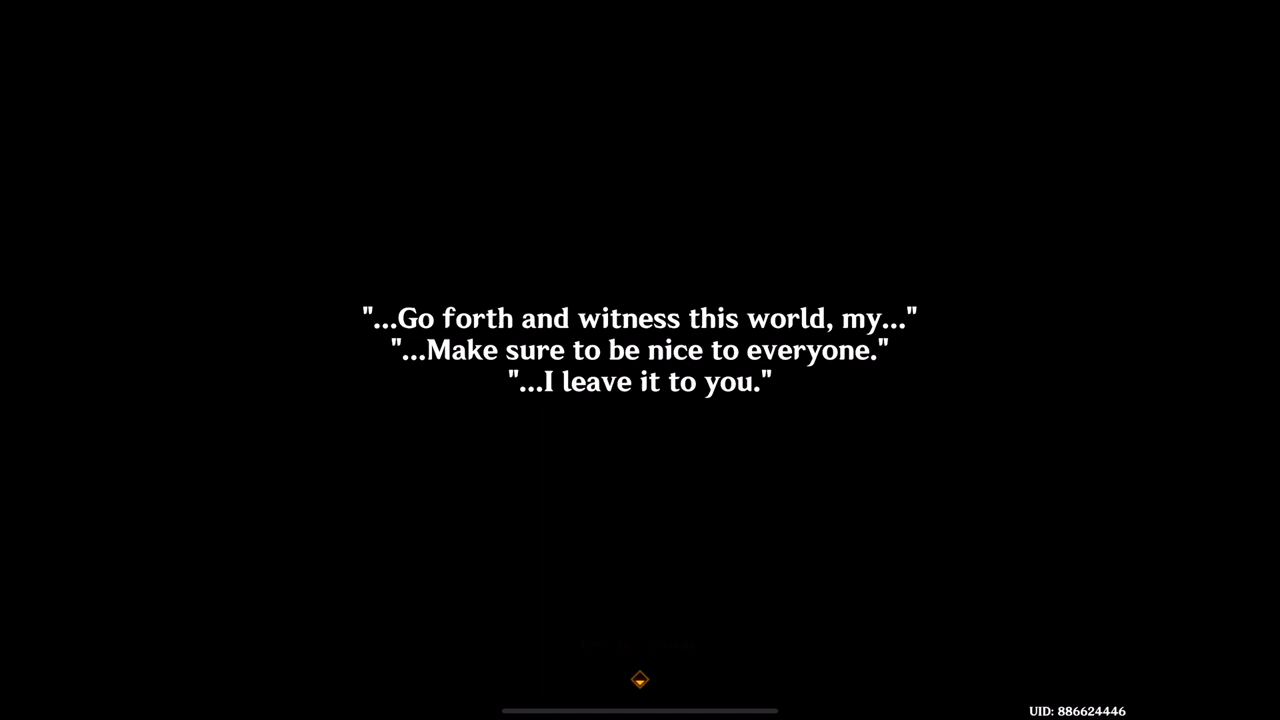 "...Go forth and witness this world, my..."
"...Make sure to be nice to everyone."
"...I leave it to you."
UID: 886624446